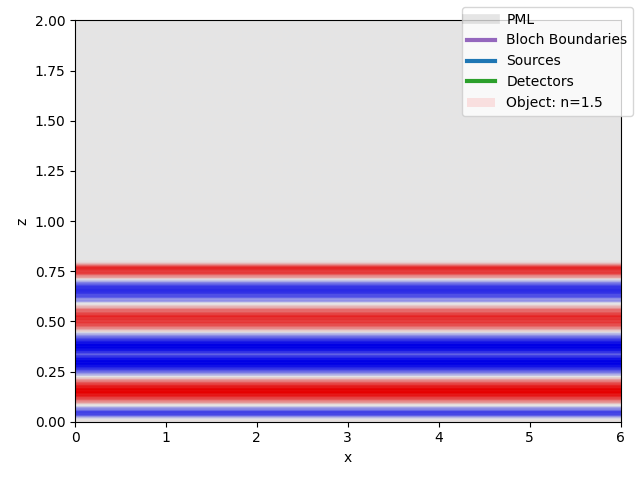 2.00
1.75
1.50
1.25
1.00
0.75
0.50
0.25
0.00
z
0 1 2 3 4 5 6
x
PML
Bloch Boundaries
Sources
Detectors
Object: n=1.5